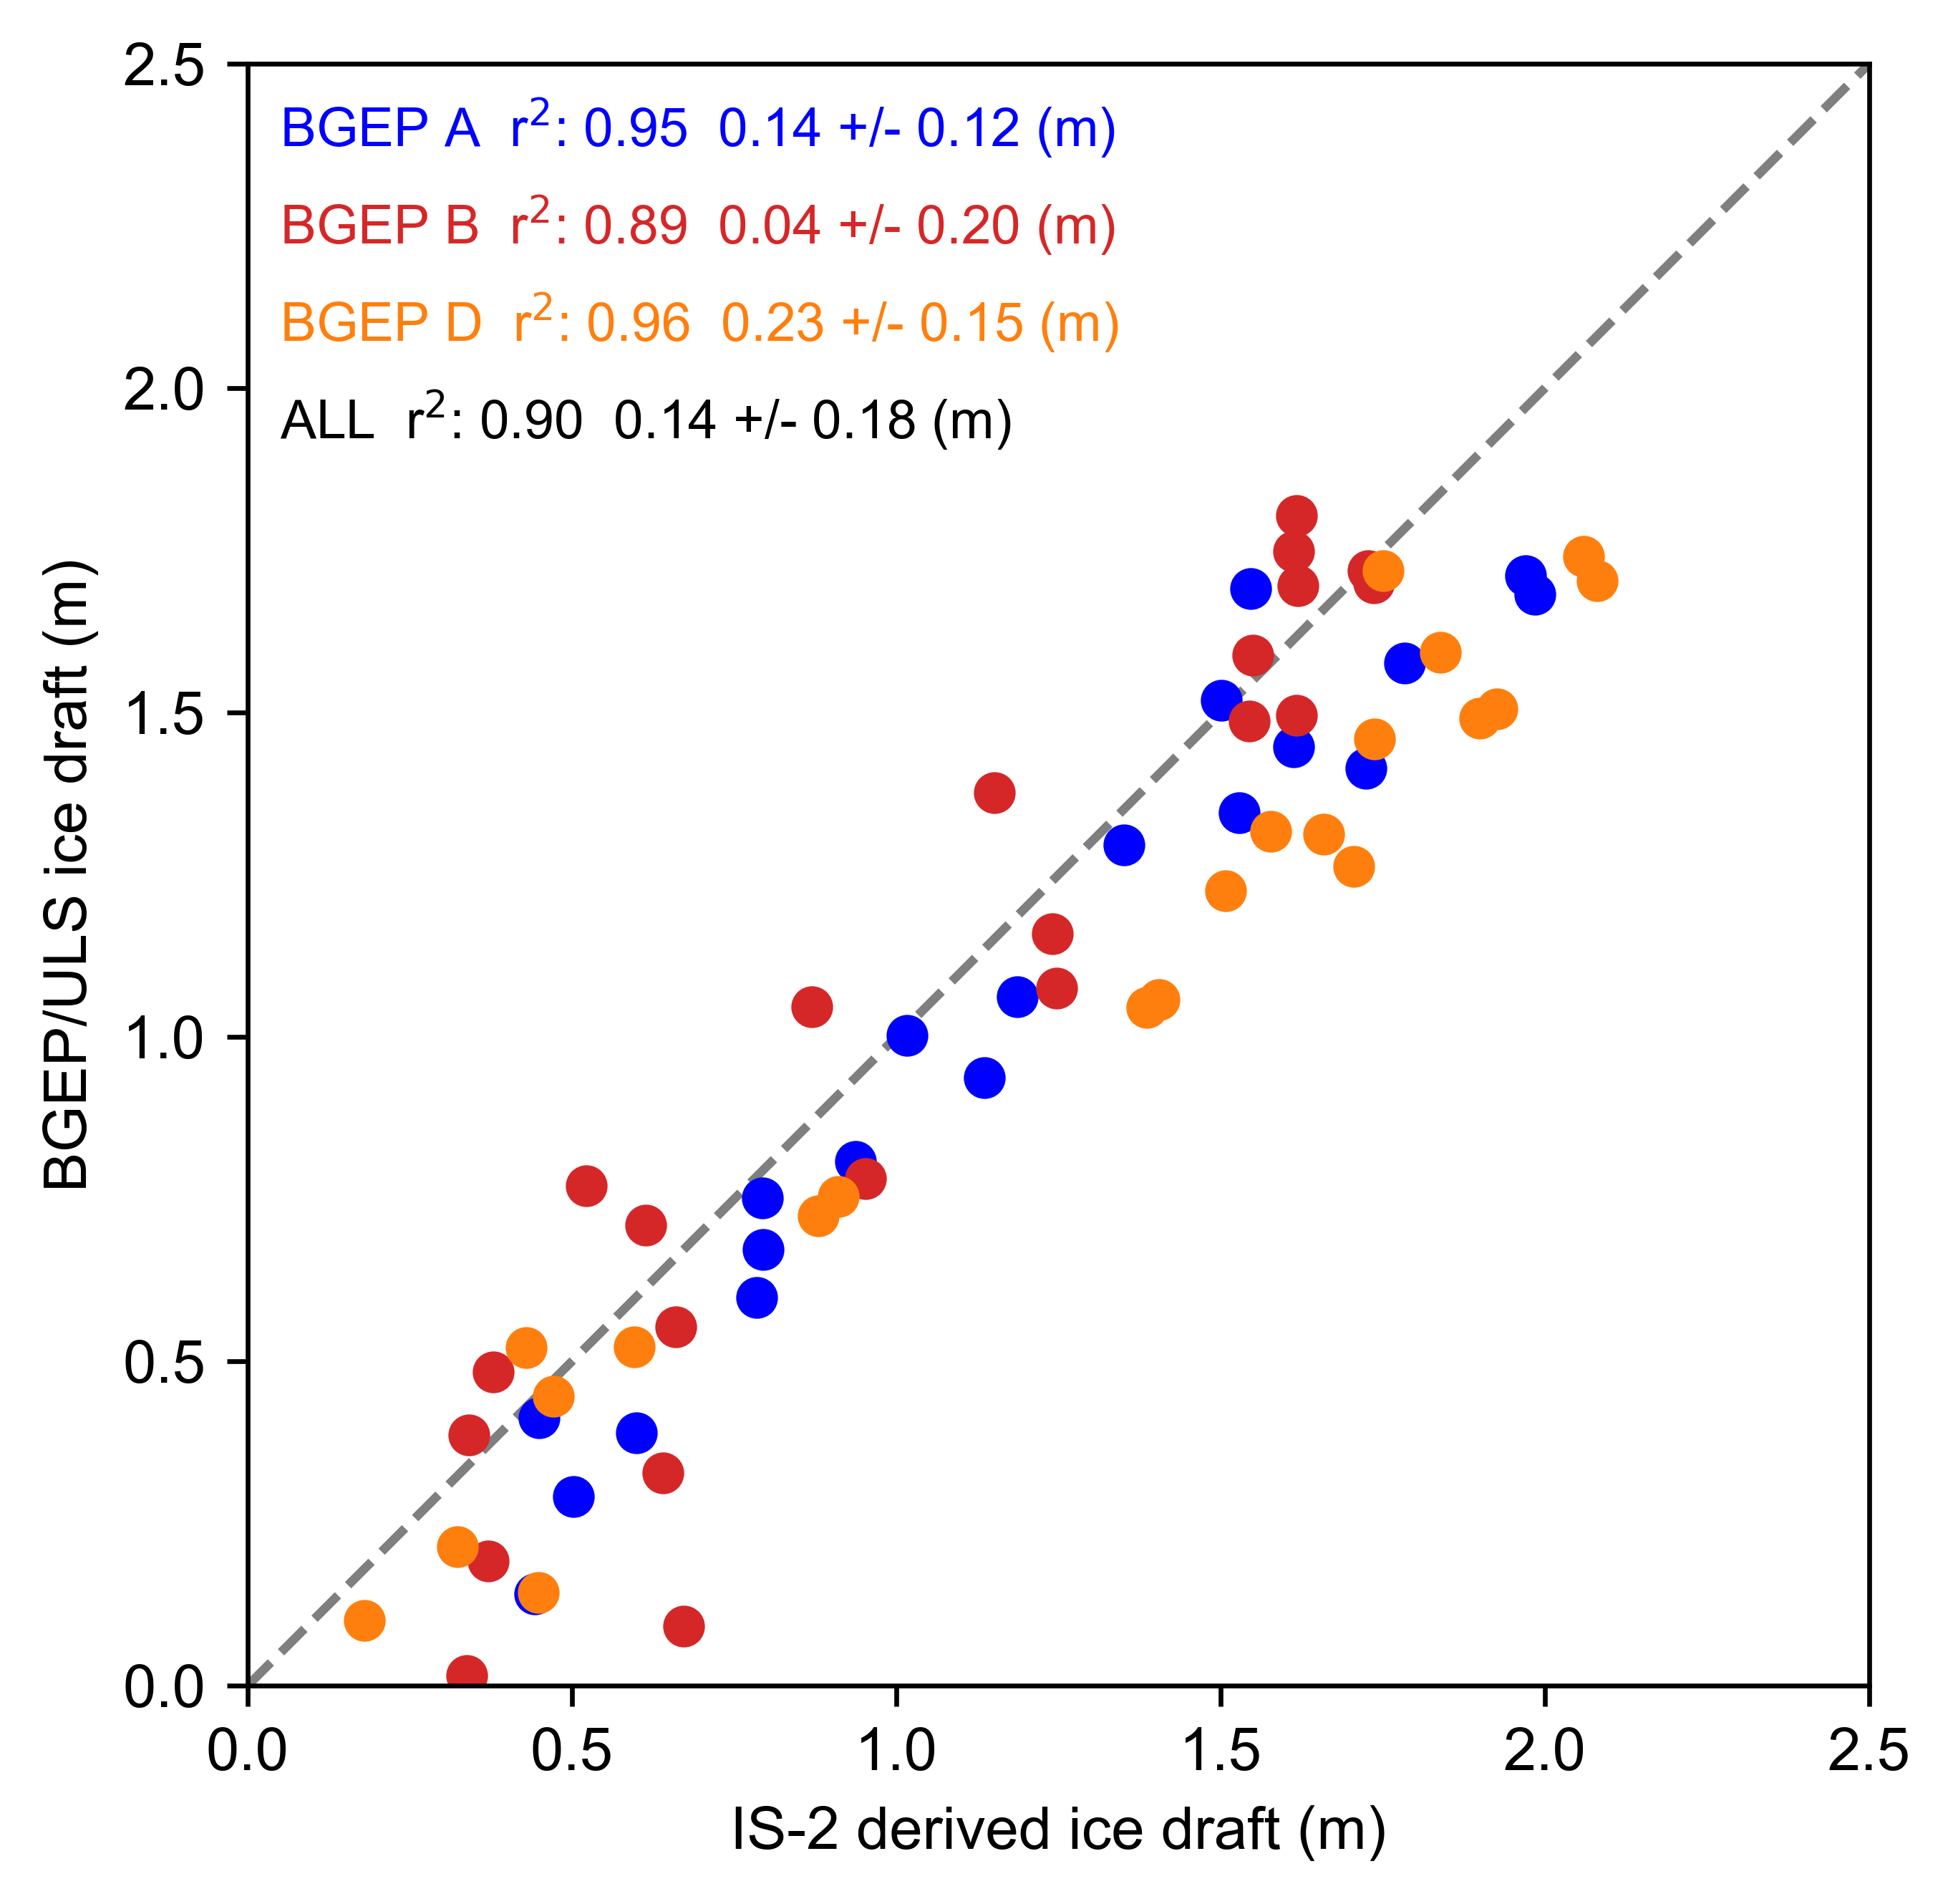 2.5
2.0
1.5
1.0
0.5
0.0
BGEP/ULS ice draft (m)
BGEP A r²: 0.95 0.14 +/- 0.12 (m)
BGEP B r²: 0.89 0.04 +/- 0.20 (m)
BGEP D r²: 0.96 0.23 +/- 0.15 (m)
ALL r²: 0.90 0.14 +/- 0.18 (m)
0.0 0.5 1.0 1.5 2.0 2.5
IS-2 derived ice draft (m)